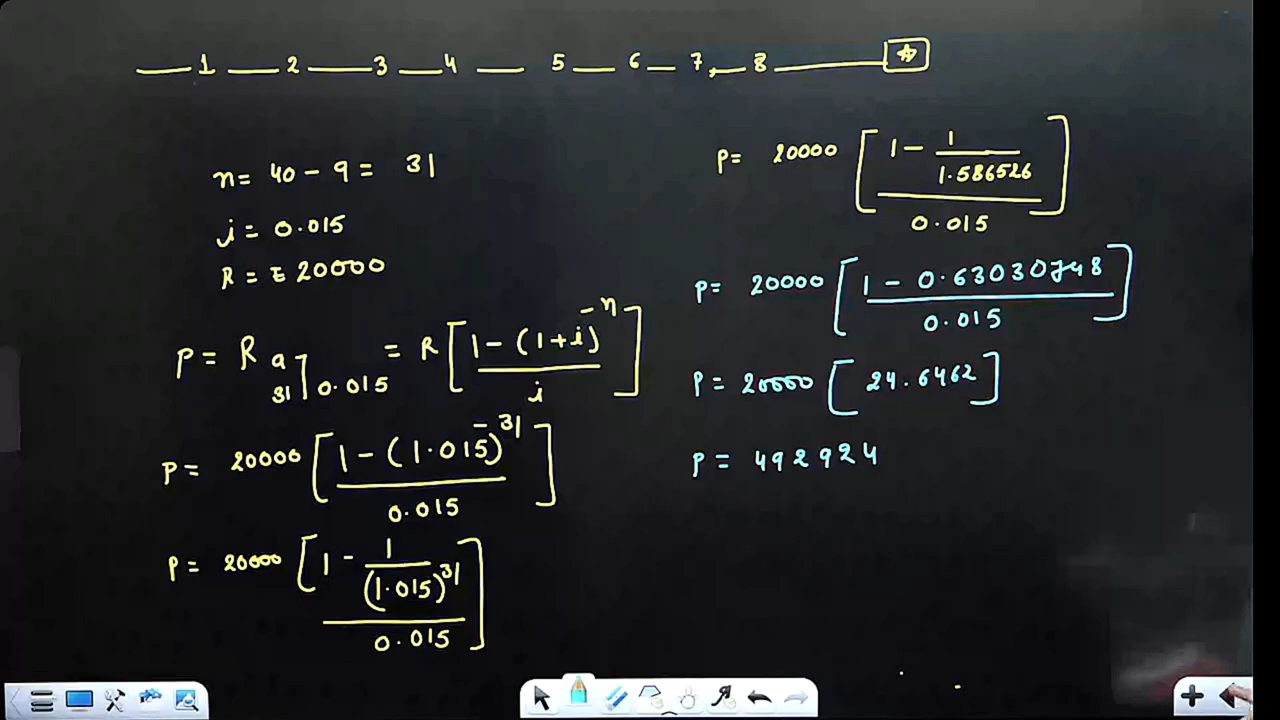 1 2 3 4 5 6 7, 8 ☆
n = 40 - 9 = 31
i = 0.015
R = ₹ 20000
P = R a 31⌉ 0.015 = R [ 1 - (1+i)^-n / i ]
P = 20000 [ 1 - (1.015)^-31 / 0.015 ]
P = 20000 [ 1 - 1/(1.015)^31 / 0.015 ]
P = 20000 [ 1 - 1/1.586526 / 0.015 ]
P = 20000 [ 1 - 0.63030748 / 0.015 ]
P = 20000 [ 24.6462 ]
P = 492924